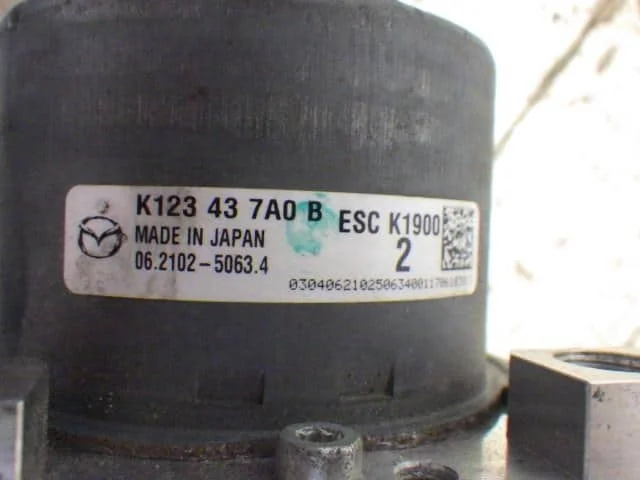 K123 43 7A0 B
ESC K1900
MADE IN JAPAN
2
06.2102-5063.4